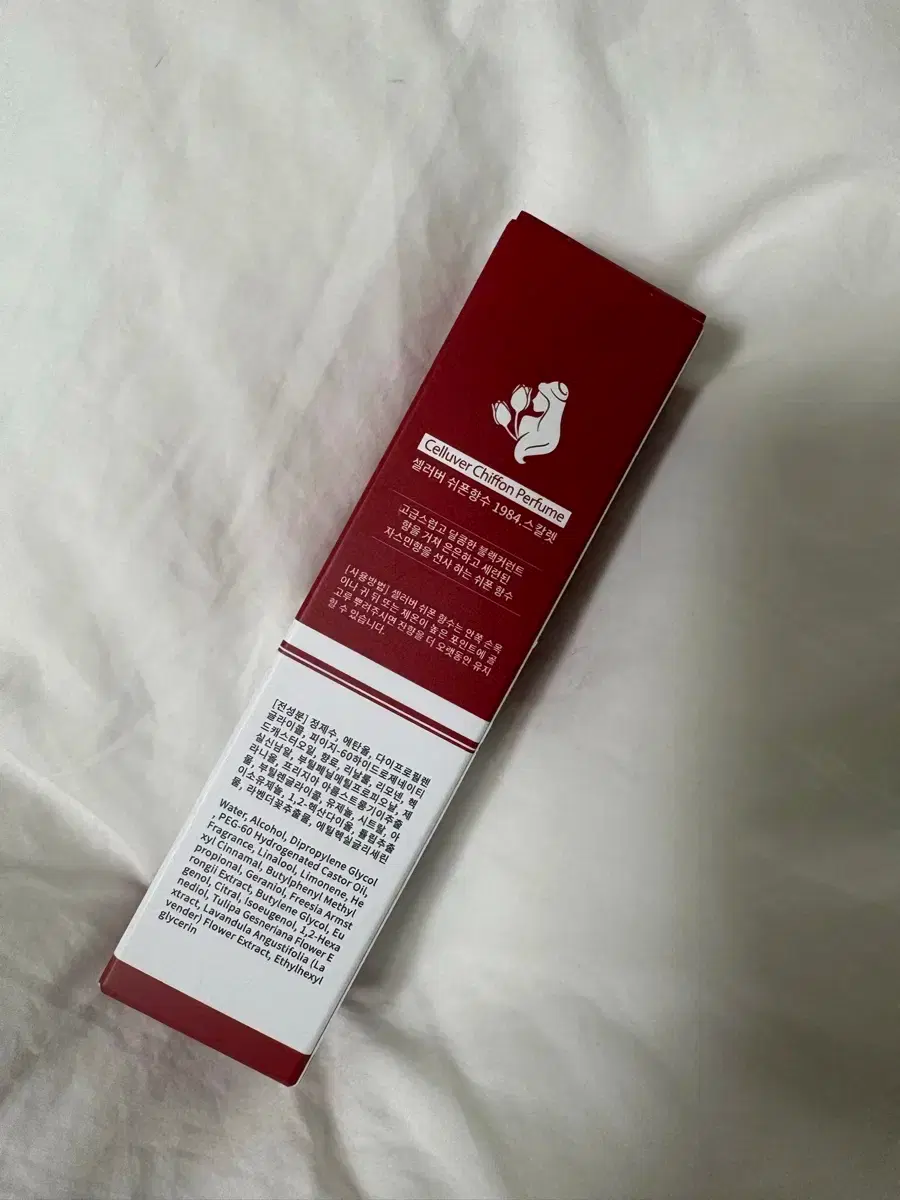 Celluver Chiffon Perfume
셀러버 쉬폰향수 1984.스칼렛
고급스럽고 달콤한 블랙커런트
향을 거쳐 은은하고 세련된
자스민향을 선사 하는 쉬폰 향수
[사용방법] 셀러버 쉬폰 향수는 안쪽 손목
이나 귀 뒤 또는 체온이 높은 포인트에 골
고루 뿌려주시면 잔향을 더 오랫동안 유지
할 수 있습니다.
[전성분] 정제수, 에탄올, 다이프로필렌
글라이콜, 피이지-60하이드로제네이티
드캐스터오일, 향료, 리날룰, 리모넨, 헥
실신남알, 부틸페닐메틸프로피오날, 제
라니올, 프리지아 아름스트롱기이추출
물, 부틸렌글라이콜, 유제놀, 시트랄, 아
이소유제놀, 1,2-헥산다이올, 튤립추출
물, 라벤더꽃추출물, 에틸헥실글리세린
Water, Alcohol, Dipropylene Glycol
, PEG-60 Hydrogenated Castor Oil,
Fragrance, Linalool, Limonene, He
xyl Cinnamal, Butylphenyl Methyl
propional, Geraniol, Freesia Armst
rongii Extract, Butylene Glycol, Eu
genol, Citral, Isoeugenol, 1,2-Hexa
nediol, Tulipa Gesneriana Flower E
xtract, Lavandula Angustifolia (La
vender) Flower Extract, Ethylhexyl
glycerin